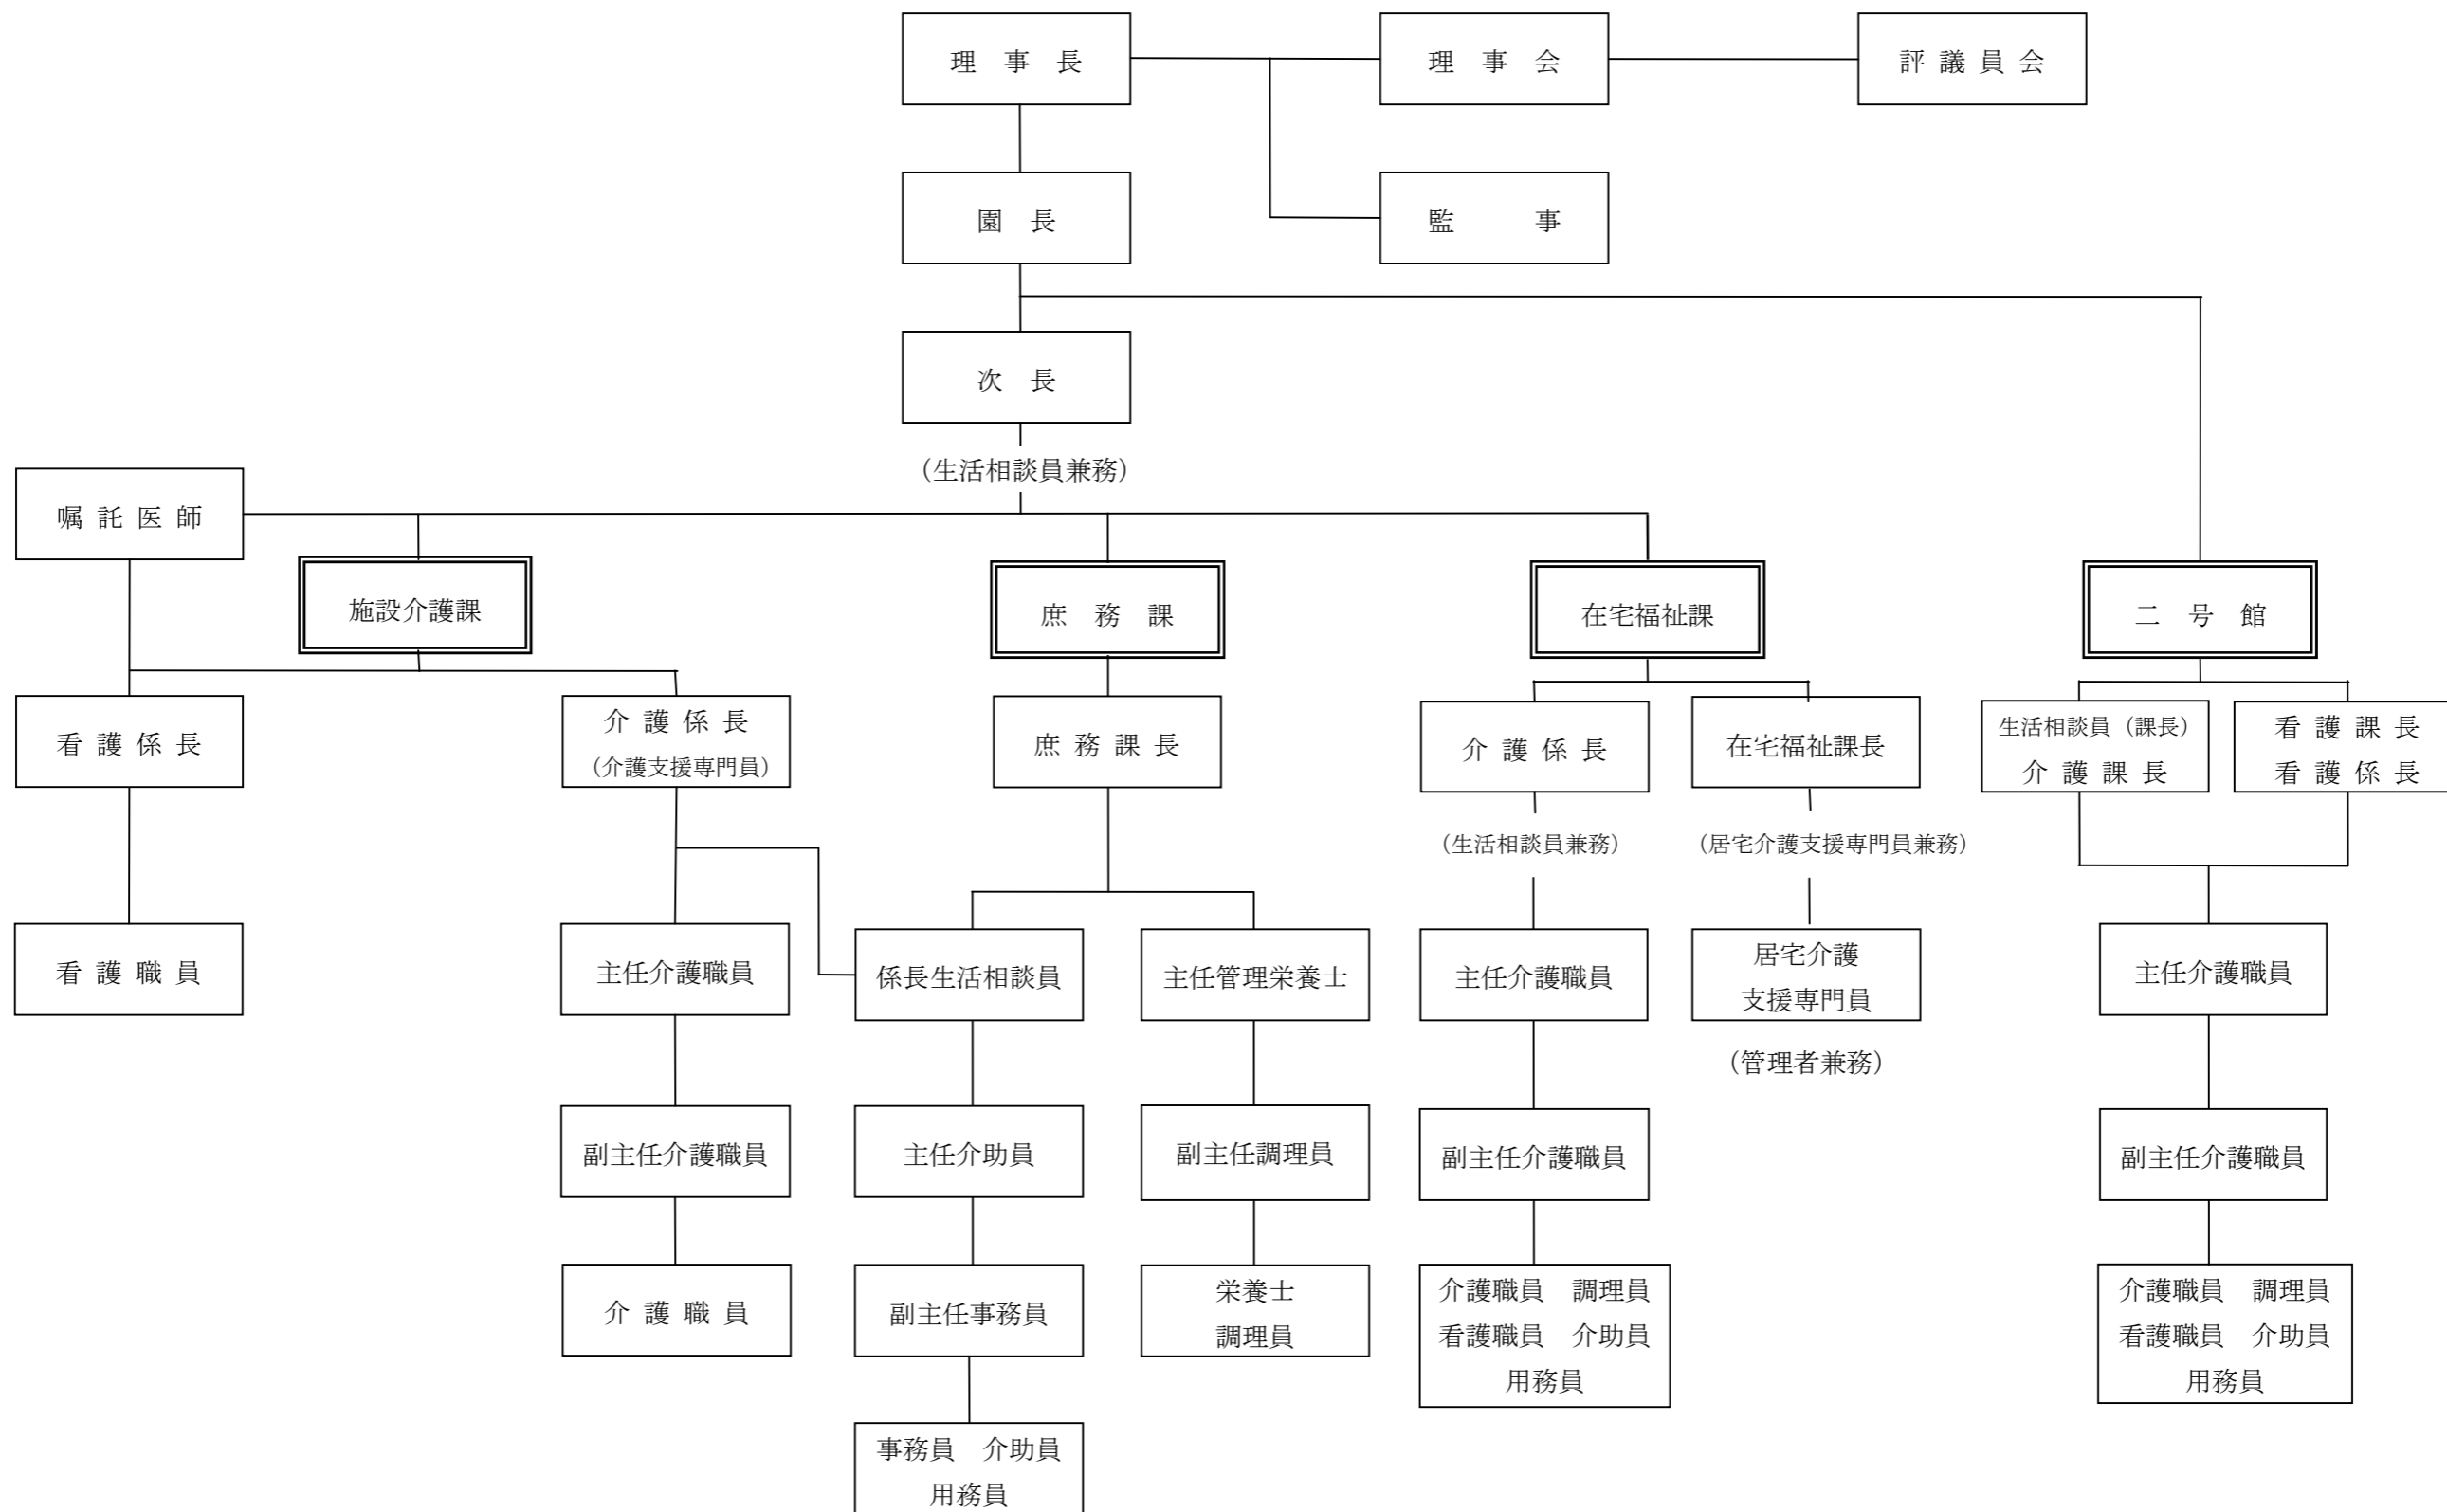 理 事 長
理 事 会
評 議 員 会
園 長
監 事
次 長
（生活相談員兼務）
嘱 託 医 師
施設介護課
庶 務 課
在宅福祉課
二 号 館
看 護 係 長
介 護 係 長
（介護支援専門員）
庶 務 課 長
介 護 係 長
（生活相談員兼務）
在宅福祉課長
（居宅介護支援専門員兼務）
生活相談員（課長）
介 護 課 長
看 護 課 長
看 護 係 長
看 護 職 員
主任介護職員
係長生活相談員
主任管理栄養士
主任介護職員
居宅介護
支援専門員
（管理者兼務）
主任介護職員
副主任介護職員
主任介助員
副主任調理員
副主任介護職員
副主任介護職員
介 護 職 員
副主任事務員
栄養士
調理員
介護職員 調理員
看護職員 介助員
用務員
介護職員 調理員
看護職員 介助員
用務員
事務員 介助員
用務員